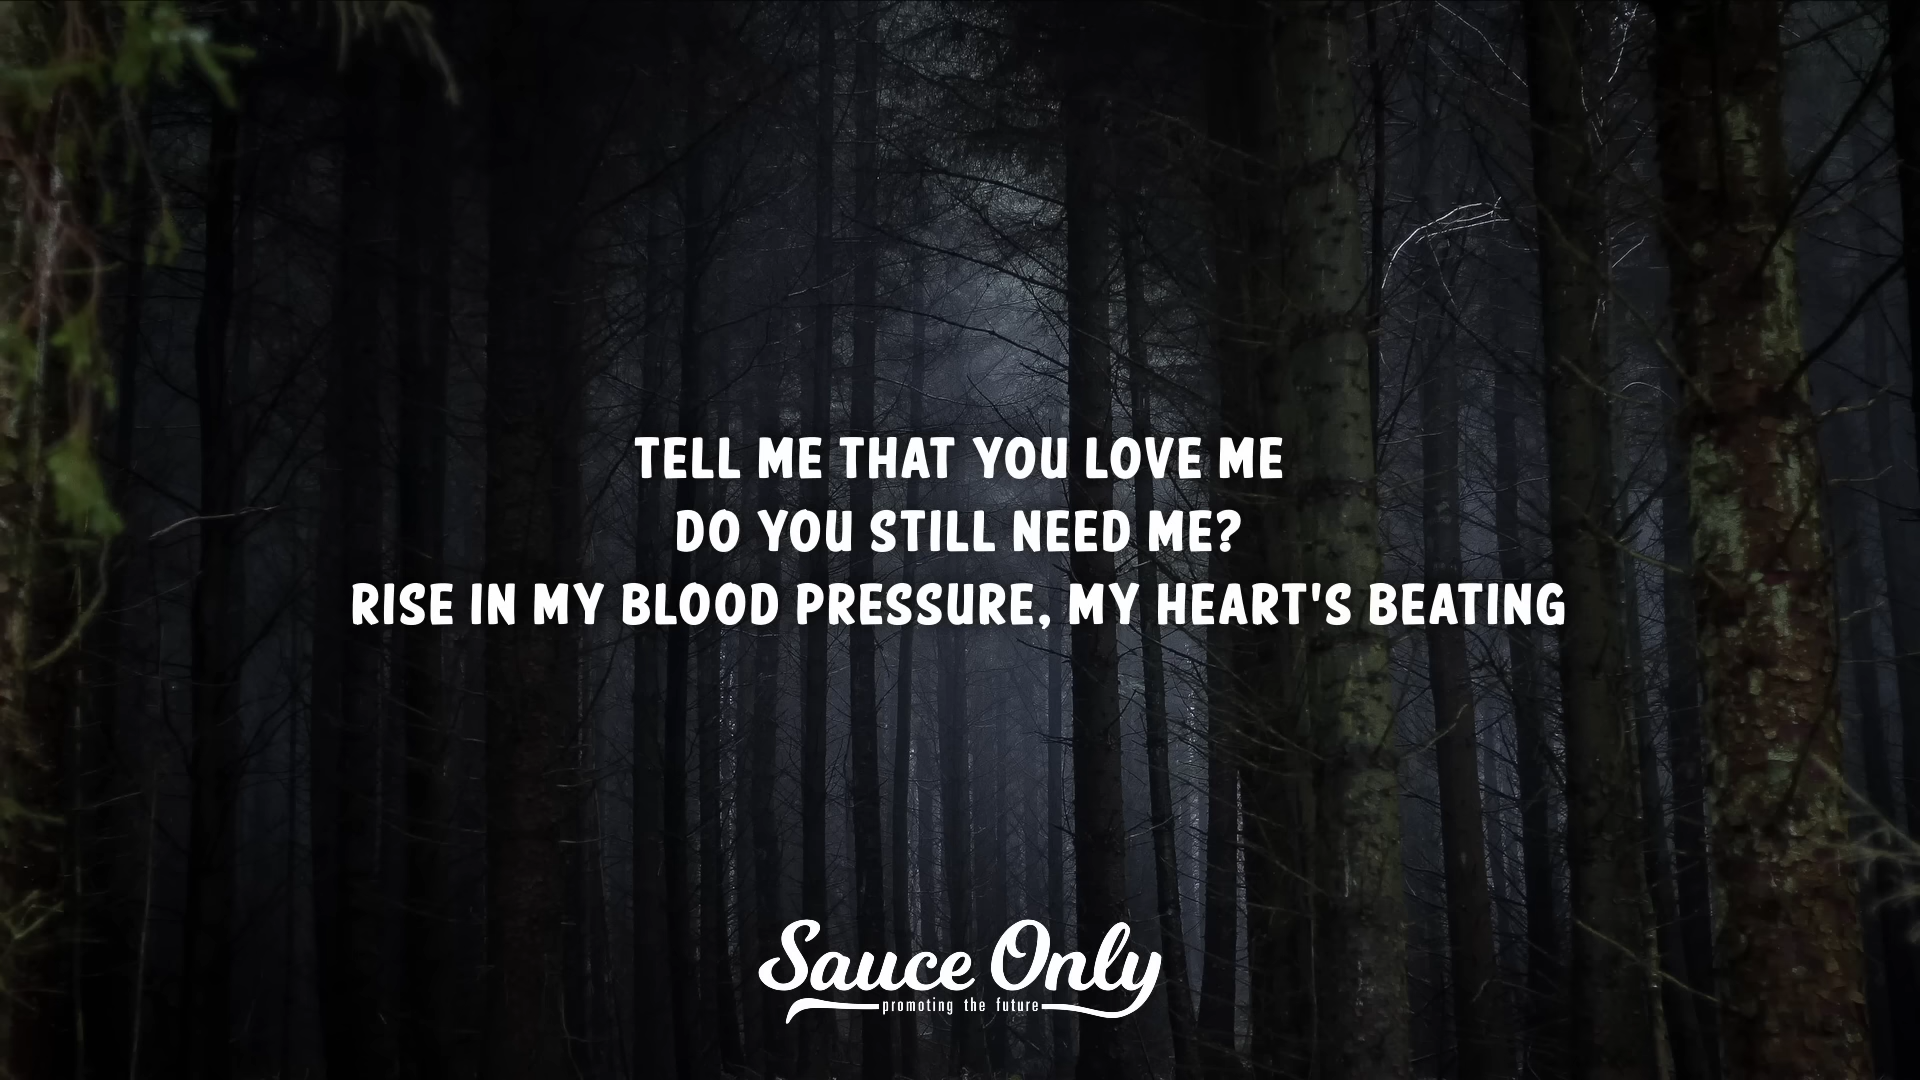 TELL ME THAT YOU LOVE ME
DO YOU STILL NEED ME?
RISE IN MY BLOOD PRESSURE, MY HEART'S BEATING
Sauce Only
promoting the future